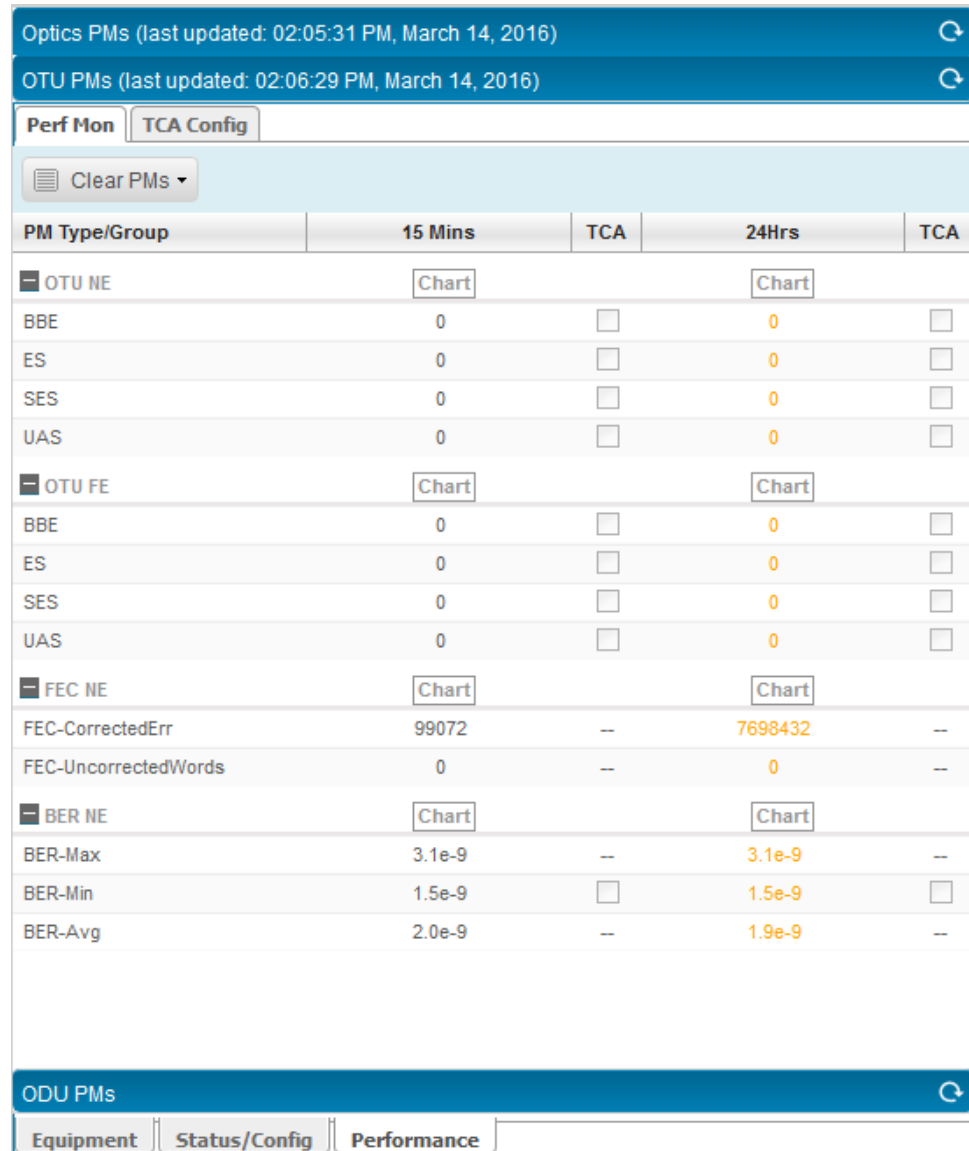 Optics PMs (last updated: 02:05:31 PM, March 14, 2016)
OTU PMs (last updated: 02:06:29 PM, March 14, 2016)
Perf Mon TCA Config
Clear PMs
PM Type/Group 15 Mins TCA 24Hrs TCA
OTU NE Chart Chart
BBE 0 0
ES 0 0
SES 0 0
UAS 0 0
OTU FE Chart Chart
BBE 0 0
ES 0 0
SES 0 0
UAS 0 0
FEC NE Chart Chart
FEC-CorrectedErr 99072 -- 7698432 --
FEC-UncorrectedWords 0 -- 0 --
BER NE Chart Chart
BER-Max 3.1e-9 -- 3.1e-9 --
BER-Min 1.5e-9 1.5e-9
BER-Avg 2.0e-9 -- 1.9e-9 --
ODU PMs
Equipment Status/Config Performance